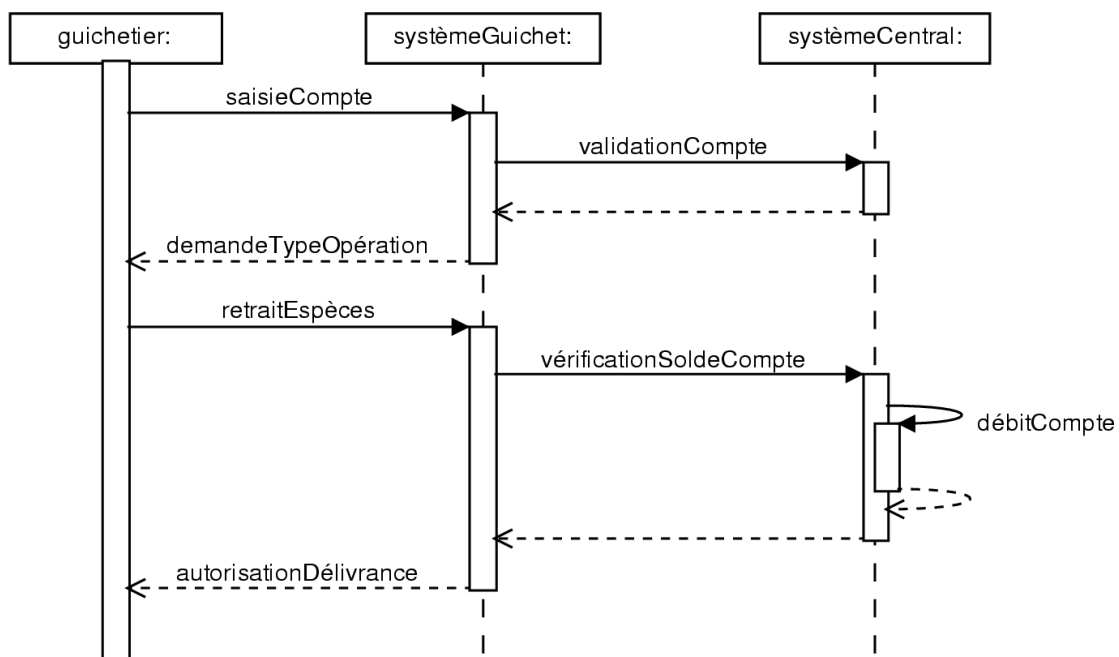 guichetier:
systèmeGuichet:
systèmeCentral:
saisieCompte
validationCompte
demandeTypeOpération
retraitEspèces
vérificationSoldeCompte
débitCompte
autorisationDélivrance